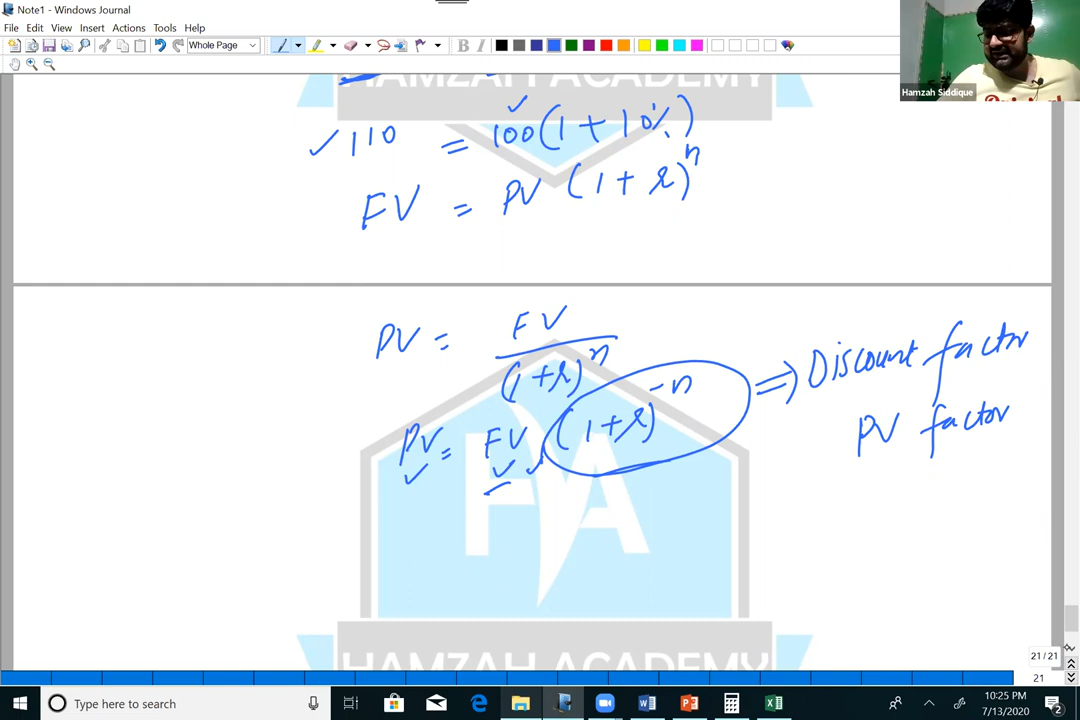 Note1 - Windows Journal
File Edit View Insert Actions Tools Help
Whole Page
B I
Hamzah Siddique
HAMZAH ACADEMY
110 = 100(1 + 10%)
FV = PV (1 + r)^n
PV = FV / (1 + r)^n
PV = FV (1 + r)^-n ⇒ Discount factor
PV factor
FA
HAMZAH ACADEMY
21 / 21
21
Type here to search
10:25 PM
7/13/2020
2